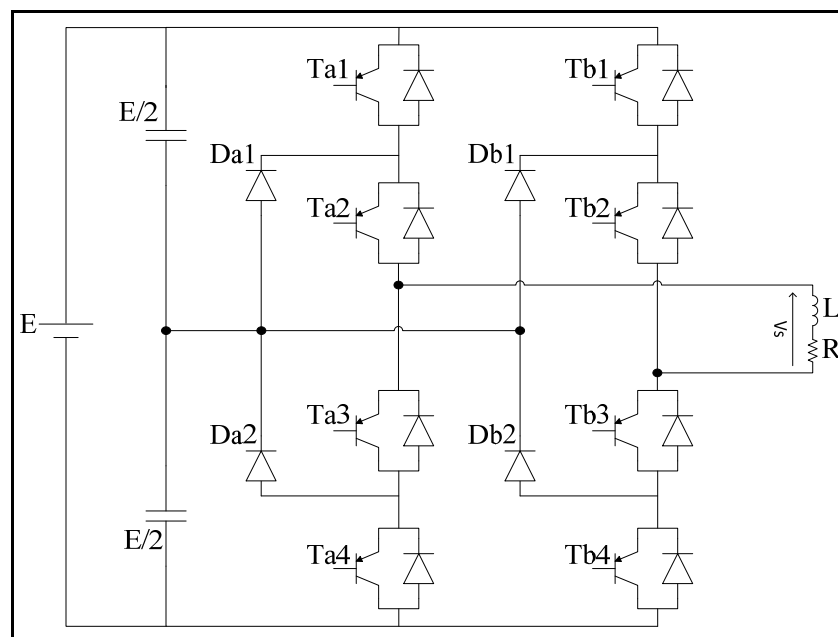 Ta1
Tb1
E/2
Da1
Db1
Ta2
Tb2
E
L
Vs
R
Ta3
Tb3
Da2
Db2
E/2
Ta4
Tb4